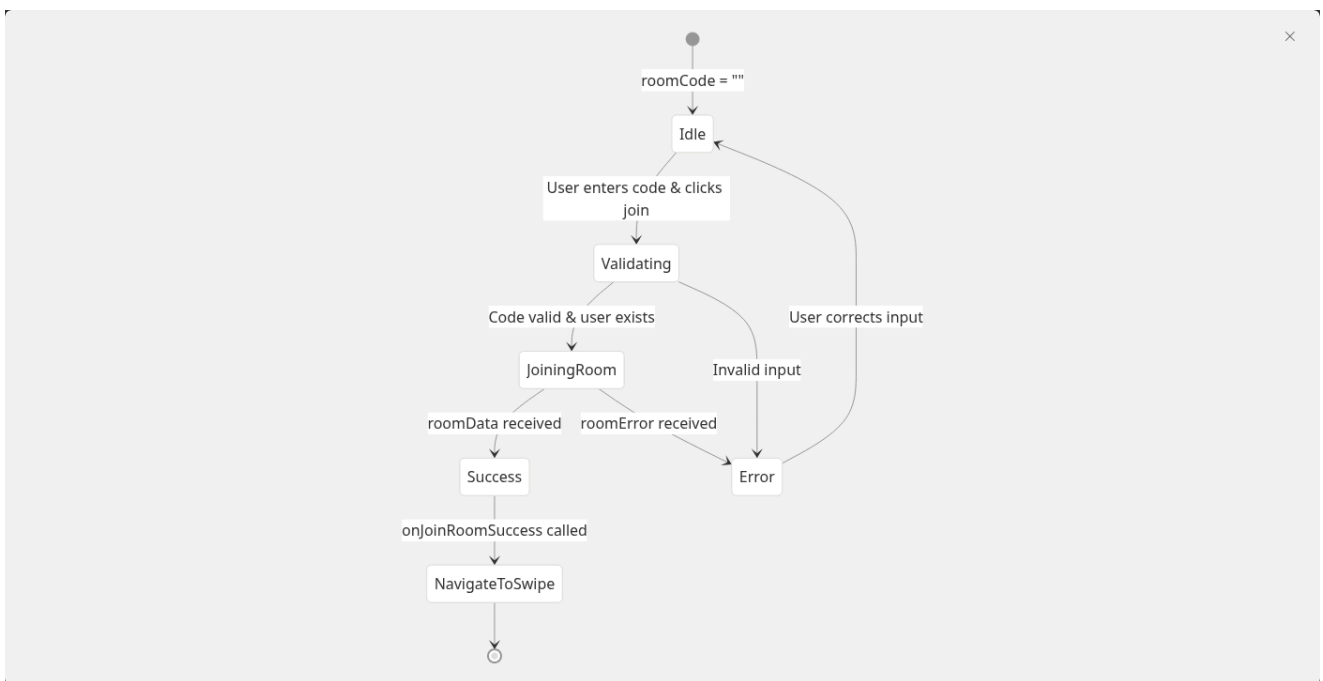 roomCode = ""
Idle
User enters code & clicks
join
Validating
Code valid & user exists
User corrects input
JoiningRoom
Invalid input
roomData received
roomError received
Success
Error
onJoinRoomSuccess called
NavigateToSwipe